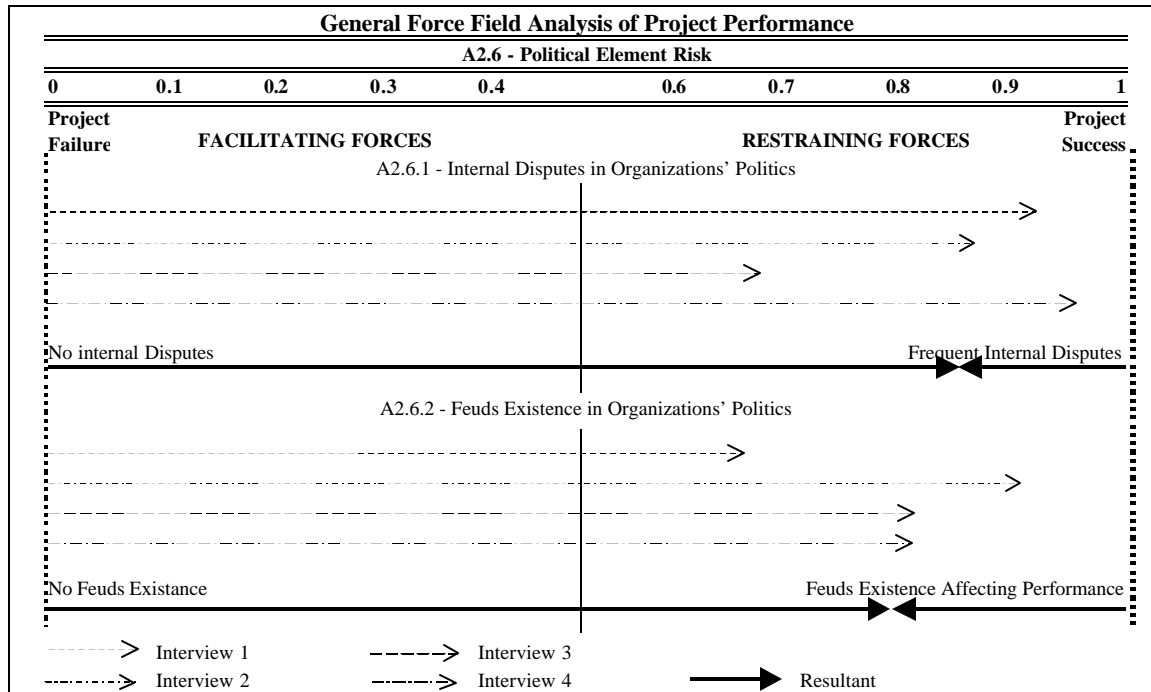 General Force Field Analysis of Project Performance
A2.6 - Political Element Risk
0 0.1 0.2 0.3 0.4 0.6 0.7 0.8 0.9 1
Project Failure FACILITATING FORCES RESTRAINING FORCES Project Success
A2.6.1 - Internal Disputes in Organizations’ Politics
No internal Disputes Frequent Internal Disputes
A2.6.2 - Feuds Existence in Organizations’ Politics
No Feuds Existance Feuds Existence Affecting Performance
Interview 1 Interview 3
Interview 2 Interview 4 Resultant